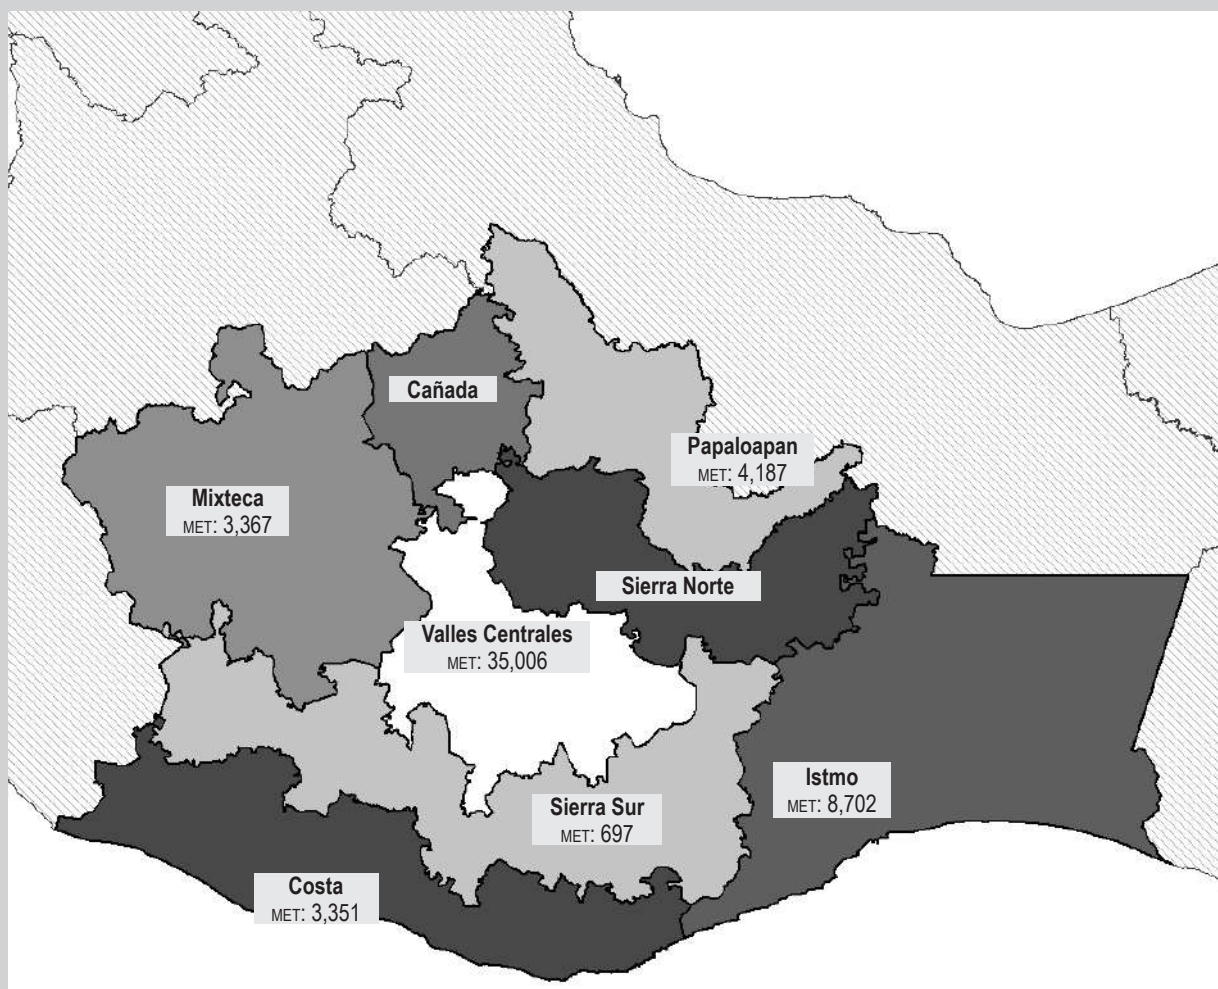 Cañada
Papaloapan
MET: 4,187
Mixteca
MET: 3,367
Sierra Norte
Valles Centrales
MET: 35,006
Istmo
MET: 8,702
Sierra Sur
MET: 697
Costa
MET: 3,351